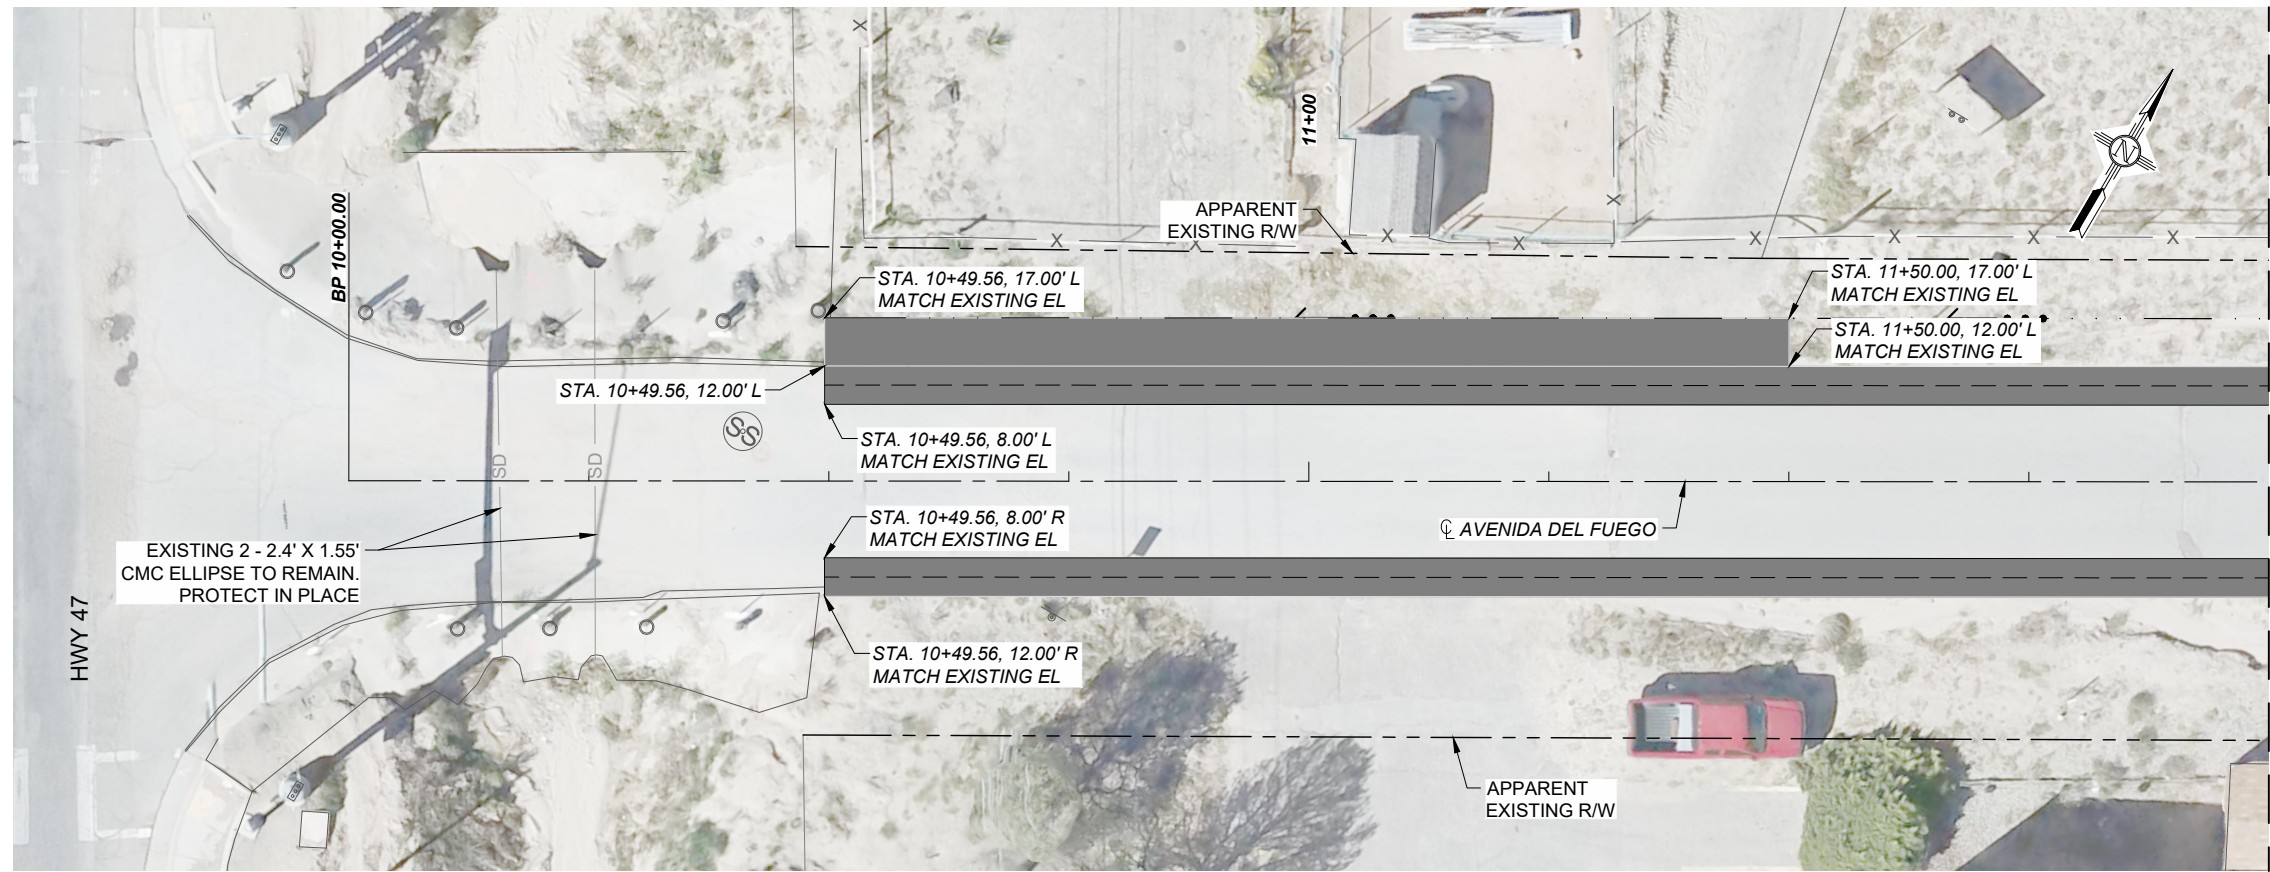 11+00
BP 10+00.00
APPARENT
EXISTING R/W
STA. 10+49.56, 17.00' L
MATCH EXISTING EL
STA. 11+50.00, 17.00' L
MATCH EXISTING EL
STA. 11+50.00, 12.00' L
MATCH EXISTING EL
STA. 10+49.56, 12.00' L
SS
STA. 10+49.56, 8.00' L
MATCH EXISTING EL
SD
SD
STA. 10+49.56, 8.00' R
MATCH EXISTING EL
℄ AVENIDA DEL FUEGO
EXISTING 2 - 2.4' X 1.55'
CMC ELLIPSE TO REMAIN.
PROTECT IN PLACE
HWY 47
STA. 10+49.56, 12.00' R
MATCH EXISTING EL
APPARENT
EXISTING R/W
N
X
X
X
X
X
X
X
X
X
X